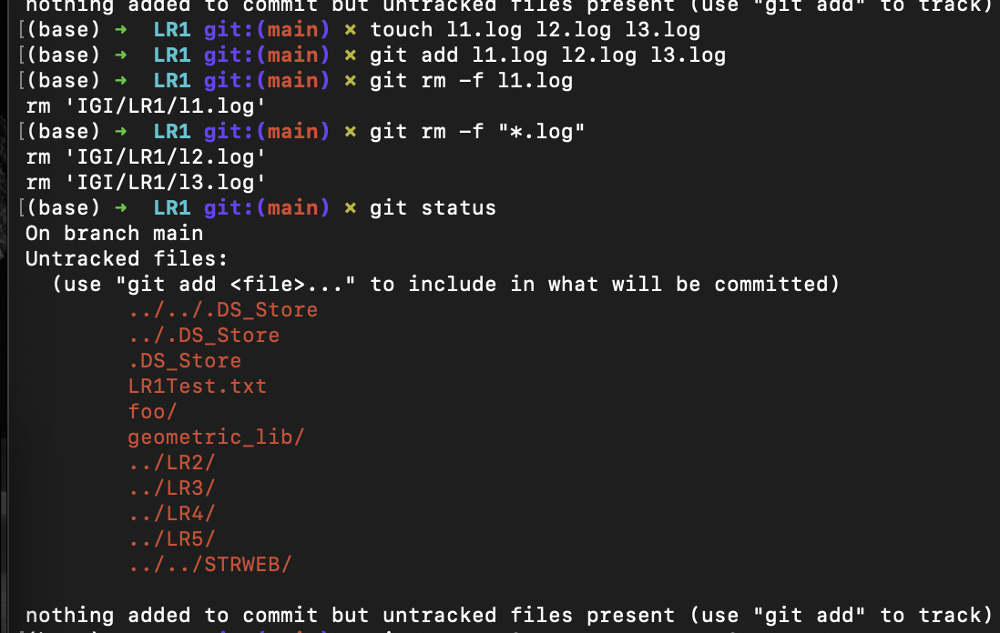 nothing added to commit but untracked files present (use "git add" to track)
[(base) ➜  LR1 git:(main) ✗ touch l1.log l2.log l3.log
[(base) ➜  LR1 git:(main) ✗ git add l1.log l2.log l3.log
[(base) ➜  LR1 git:(main) ✗ git rm -f l1.log
rm 'IGI/LR1/l1.log'
[(base) ➜  LR1 git:(main) ✗ git rm -f "*.log"
rm 'IGI/LR1/l2.log'
rm 'IGI/LR1/l3.log'
[(base) ➜  LR1 git:(main) ✗ git status
On branch main
Untracked files:
  (use "git add <file>..." to include in what will be committed)
        ../../.DS_Store
        ../.DS_Store
        .DS_Store
        LR1Test.txt
        foo/
        geometric_lib/
        ../LR2/
        ../LR3/
        ../LR4/
        ../LR5/
        ../../STRWEB/
nothing added to commit but untracked files present (use "git add" to track)